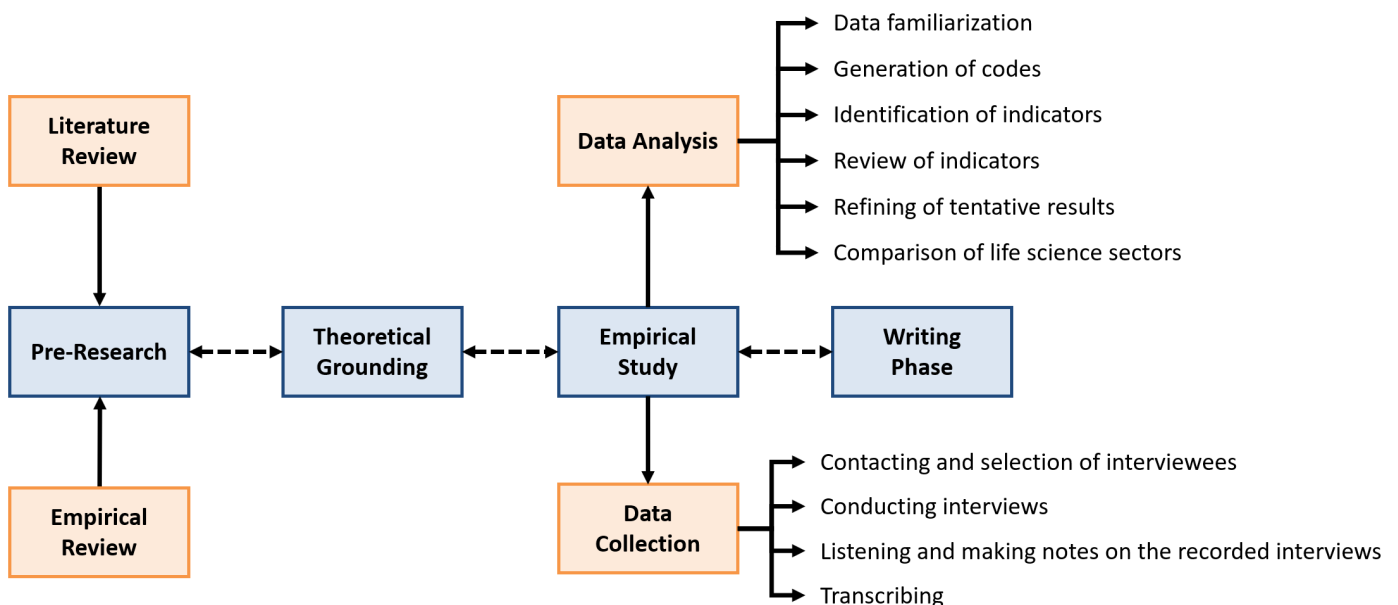 Data familiarization
Generation of codes
Identification of indicators
Review of indicators
Refining of tentative results
Comparison of life science sectors
Literature
Review
Data Analysis
Pre-Research
Theoretical
Grounding
Empirical
Study
Writing
Phase
Empirical
Review
Data
Collection
Contacting and selection of interviewees
Conducting interviews
Listening and making notes on the recorded interviews
Transcribing